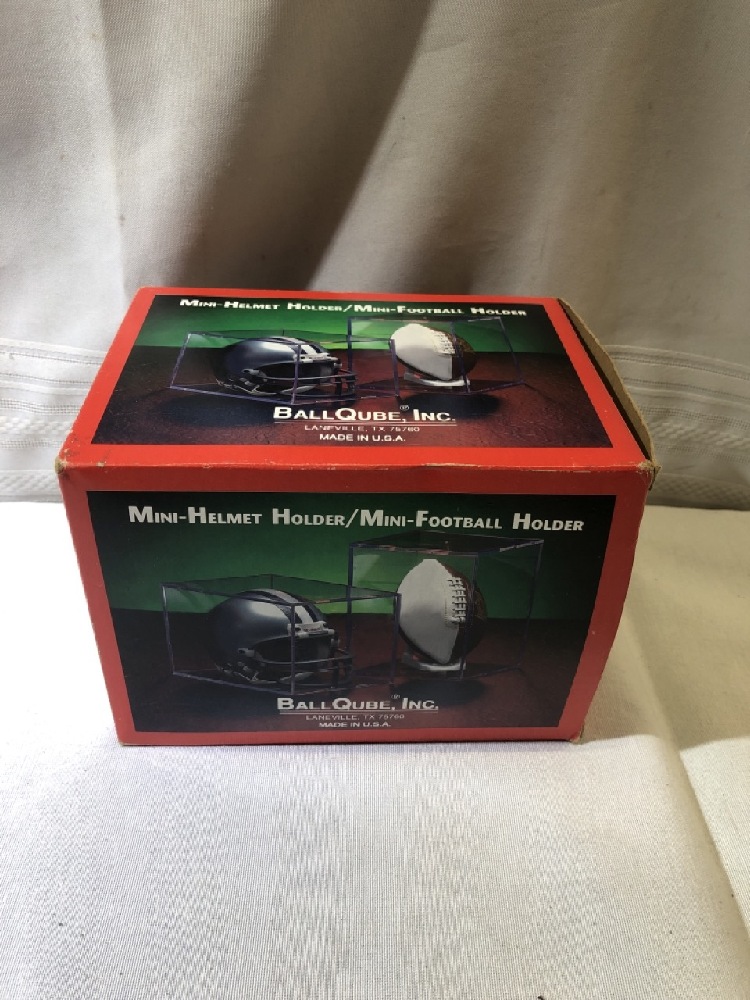 Mini-Helmet Holder/Mini-Football Holder
BallQube, Inc.®
LANEVILLE, TX 75760
MADE IN U.S.A.
Mini-Helmet Holder/Mini-Football Holder
BallQube, Inc.®
LANEVILLE, TX 75760
MADE IN U.S.A.